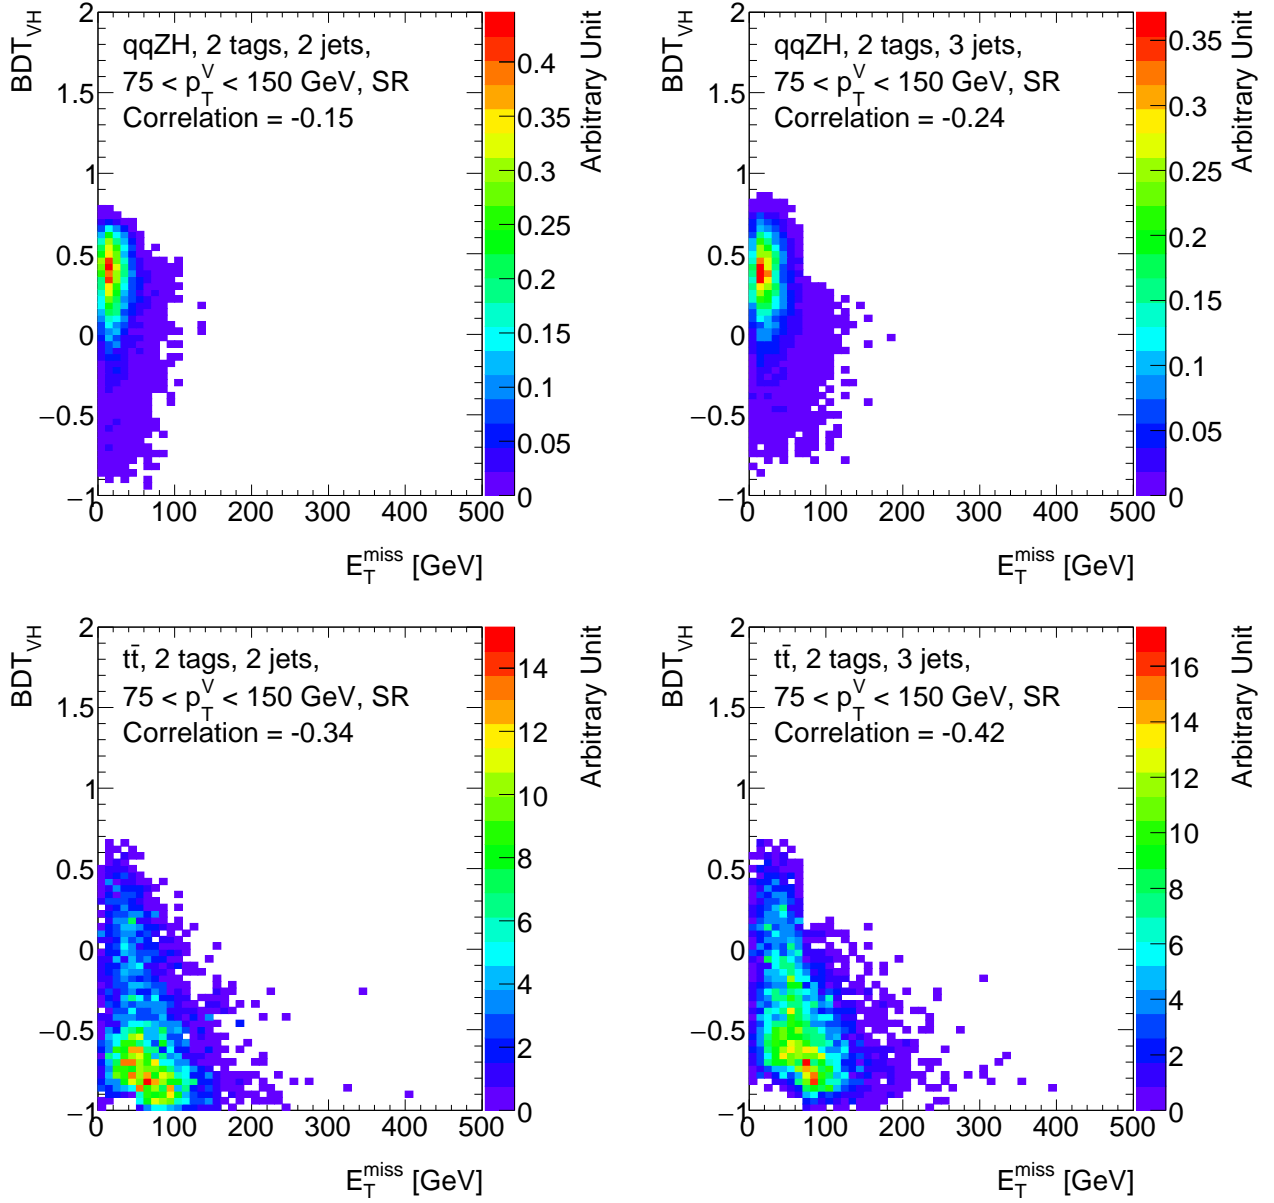 BDT_VH
2
1.5
1
0.5
0
−0.5
−1
qqZH, 2 tags, 2 jets,
75 < p_T^V < 150 GeV, SR
Correlation = -0.15
0 100 200 300 400 500
E_T^miss [GeV]
Arbitrary Unit
0.4
0.35
0.3
0.25
0.2
0.15
0.1
0.05
0
BDT_VH
2
1.5
1
0.5
0
−0.5
−1
qqZH, 2 tags, 3 jets,
75 < p_T^V < 150 GeV, SR
Correlation = -0.24
0 100 200 300 400 500
E_T^miss [GeV]
Arbitrary Unit
0.35
0.3
0.25
0.2
0.15
0.1
0.05
0
BDT_VH
2
1.5
1
0.5
0
−0.5
−1
tt̄, 2 tags, 2 jets,
75 < p_T^V < 150 GeV, SR
Correlation = -0.34
0 100 200 300 400 500
E_T^miss [GeV]
Arbitrary Unit
14
12
10
8
6
4
2
0
BDT_VH
2
1.5
1
0.5
0
−0.5
−1
tt̄, 2 tags, 3 jets,
75 < p_T^V < 150 GeV, SR
Correlation = -0.42
0 100 200 300 400 500
E_T^miss [GeV]
Arbitrary Unit
16
14
12
10
8
6
4
2
0